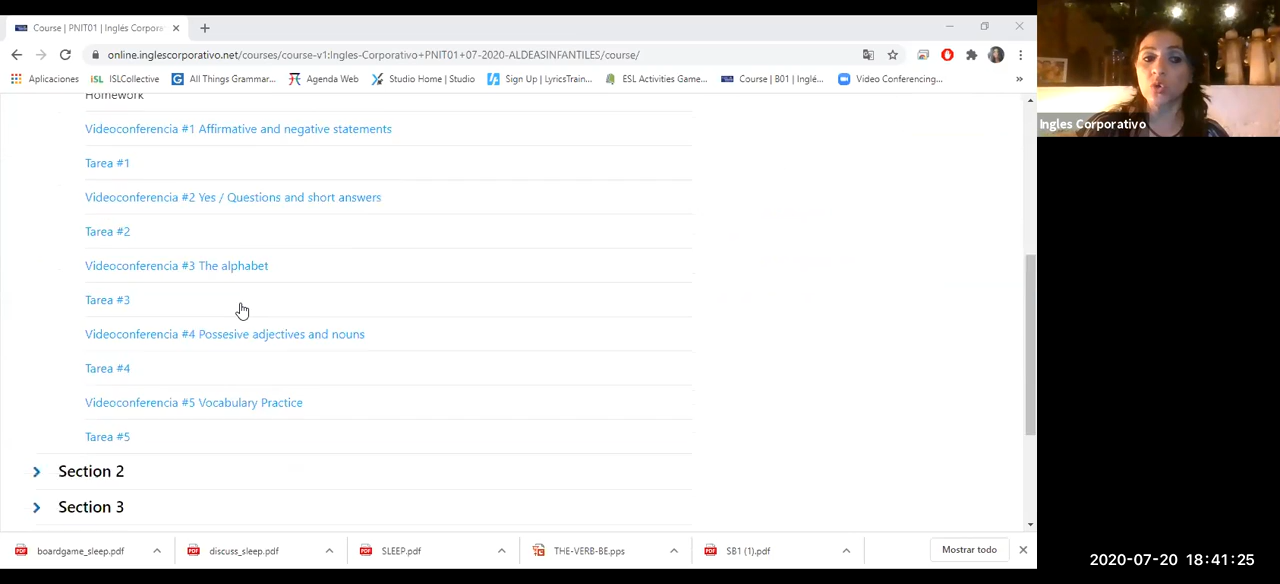 Course | PNIT01 | Inglés Corpora
online.inglescorporativo.net/courses/course-v1:Ingles-Corporativo+PNIT01+07-2020-ALDEASINFANTILES/course/
Aplicaciones ISL ISLCollective All Things Grammar... Agenda Web Studio Home | Studio Sign Up | LyricsTrain... ESL Activities Game... Course | B01 | Inglé... Video Conferencing... »
Ingles Corporativo
Homework
Videoconferencia #1 Affirmative and negative statements
Tarea #1
Videoconferencia #2 Yes / Questions and short answers
Tarea #2
Videoconferencia #3 The alphabet
Tarea #3
Videoconferencia #4 Possesive adjectives and nouns
Tarea #4
Videoconferencia #5 Vocabulary Practice
Tarea #5
Section 2
Section 3
boardgame_sleep.pdf discuss_sleep.pdf SLEEP.pdf THE-VERB-BE.pps SB1 (1).pdf Mostrar todo
2020-07-20 18:41:25